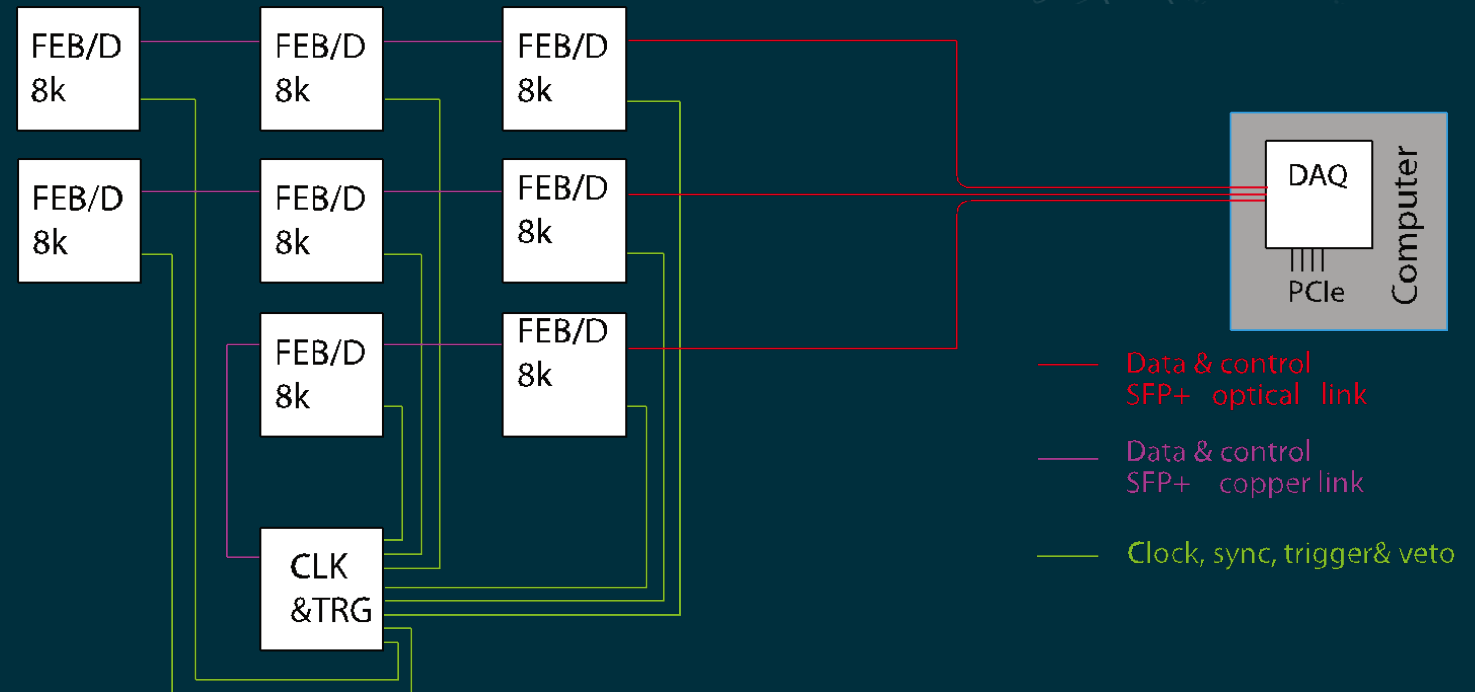 FEB/D
8k
FEB/D
8k
FEB/D
8k
FEB/D
8k
FEB/D
8k
FEB/D
8k
FEB/D
8k
FEB/D
8k
CLK
&TRG
DAQ
PCIe
Computer
Data & control
SFP+ optical link
Data & control
SFP+ copper link
Clock, sync, trigger& veto